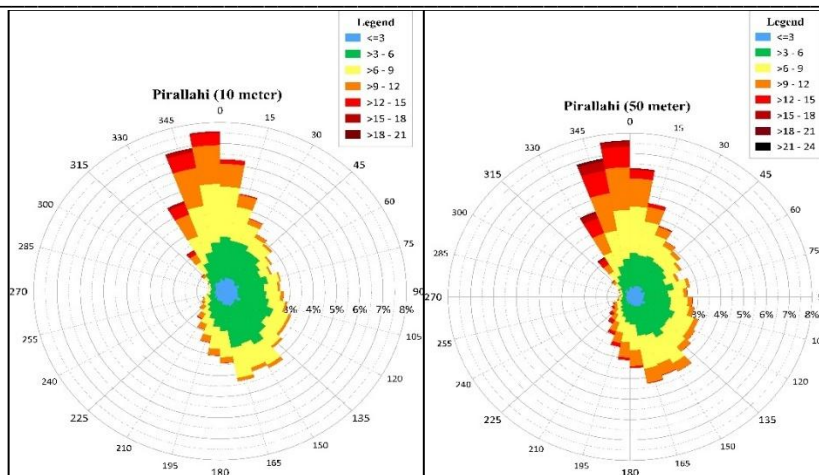 Legend
<=3
>3 - 6
>6 - 9
>9 - 12
>12 - 15
>15 - 18
>18 - 21
Pirallahi (10 meter)
0
15
30
45
60
75
90
105
120
135
150
165
180
195
210
225
240
255
270
285
300
315
330
345
3% 4% 5% 6% 7% 8%
Legend
<=3
>3 - 6
>6 - 9
>9 - 12
>12 - 15
>15 - 18
>18 - 21
>21 - 24
Pirallahi (50 meter)
0
15
30
45
60
75
9
3% 4% 5% 6% 7% 8%
10
120
135
150
165
180
195
210
225
240
255
270
285
300
315
330
345